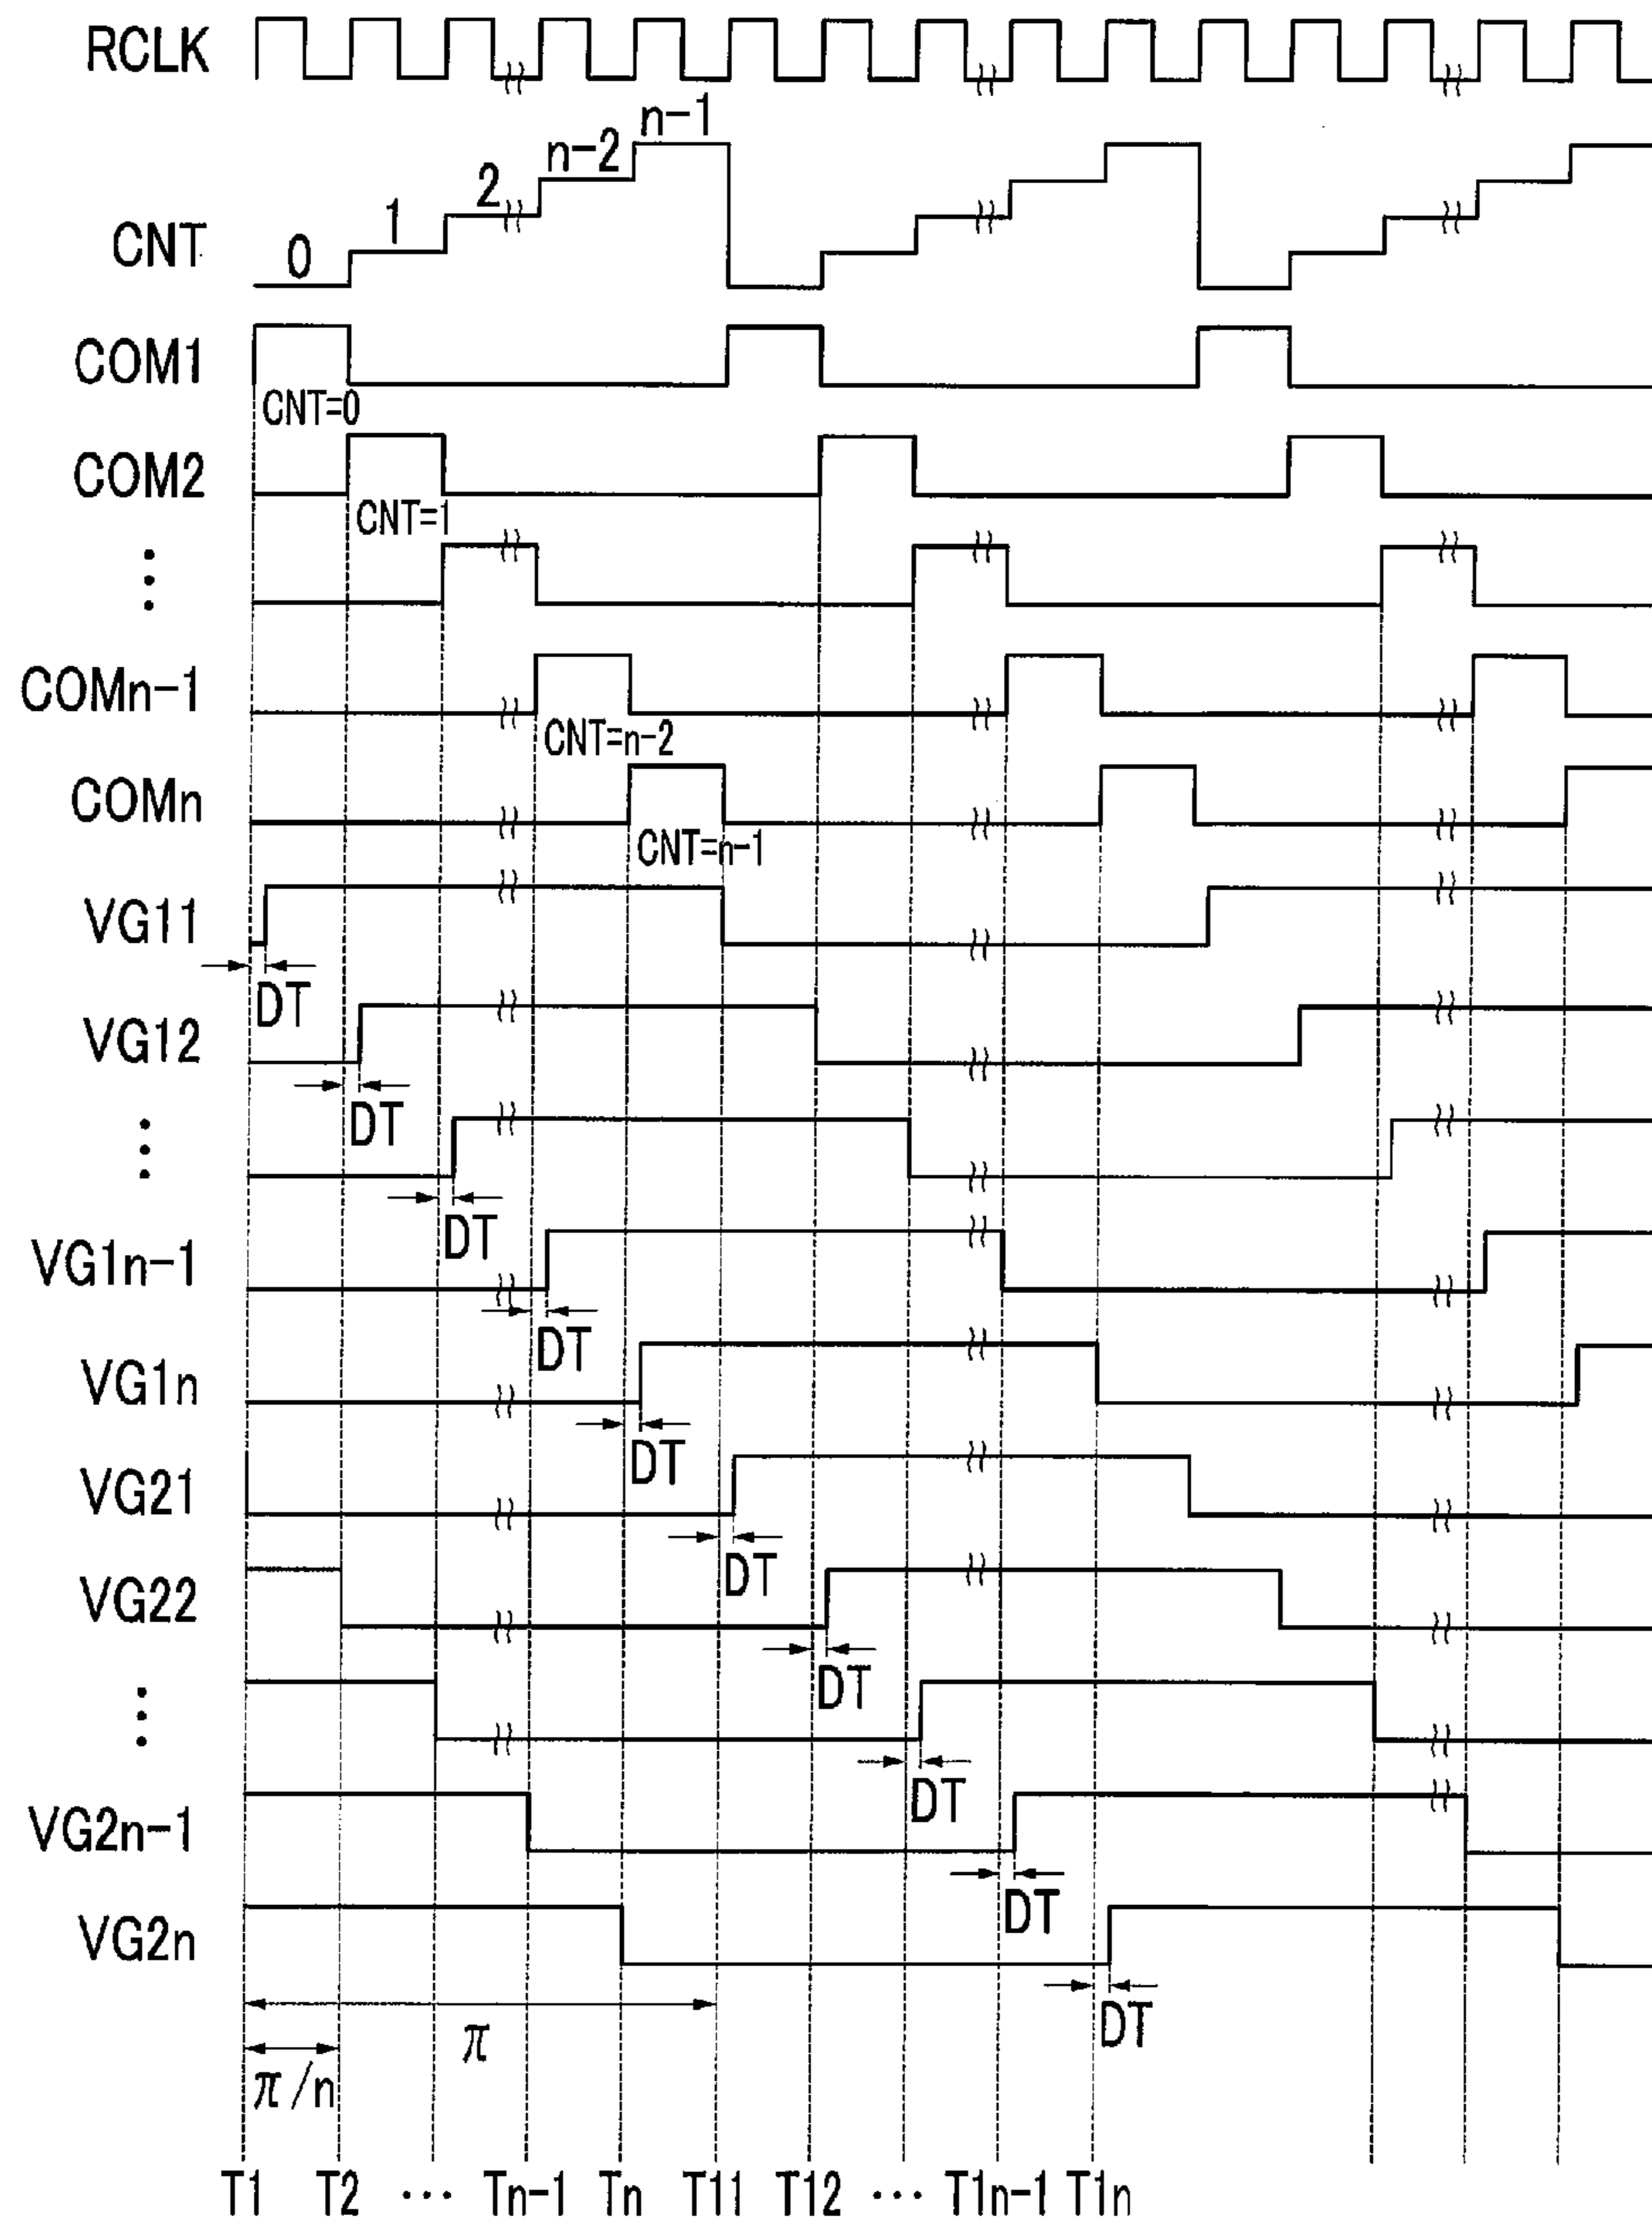 RCLK
n-1
n-2
2
1
CNT
0
COM1
CNT=0
COM2
CNT=1
⋮
COMn-1
CNT=n-2
COMn
CNT=n-1
VG11
DT
VG12
DT
⋮
DT
VG1n-1
DT
VG1n
DT
VG21
DT
VG22
DT
⋮
DT
VG2n-1
DT
VG2n
DT
π
π/n
T1 T2 ... Tn-1 Tn T11 T12 ... T1n-1 T1n